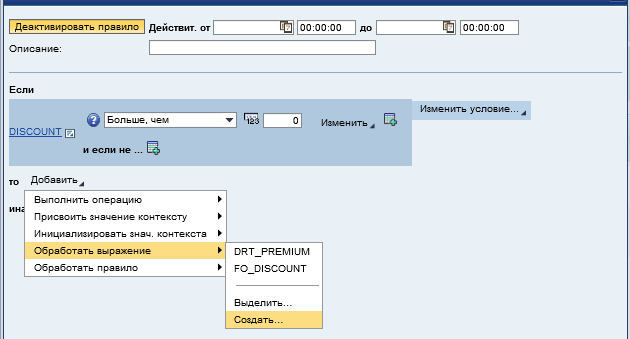 Деактивировать правило Действит. от 00:00:00 до 00:00:00
Описание:
Если
DISCOUNT ? Больше, чем 123 0 Изменить Изменить условие...
и если не ...
то Добавить
Выполнить операцию
Присвоить значение контексту
Инициализировать знач. контекста
Обработать выражение
Обработать правило
DRT_PREMIUM
FO_DISCOUNT
Выделить...
Создать...